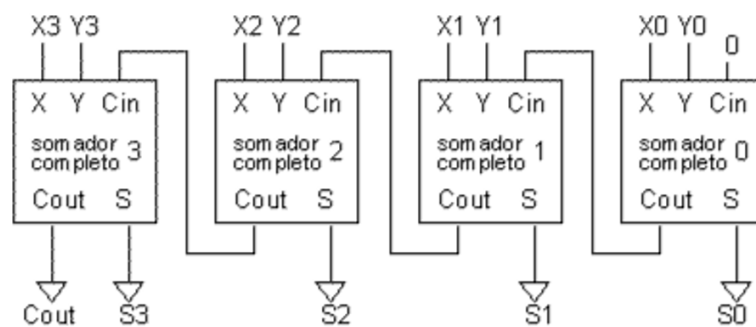 X3 Y3 X2 Y2 X1 Y1 X0 Y0 0
X Y Cin X Y Cin X Y Cin X Y Cin
somador completo 3 somador completo 2 somador completo 1 somador completo 0
Cout S Cout S Cout S Cout S
Cout S3 S2 S1 S0